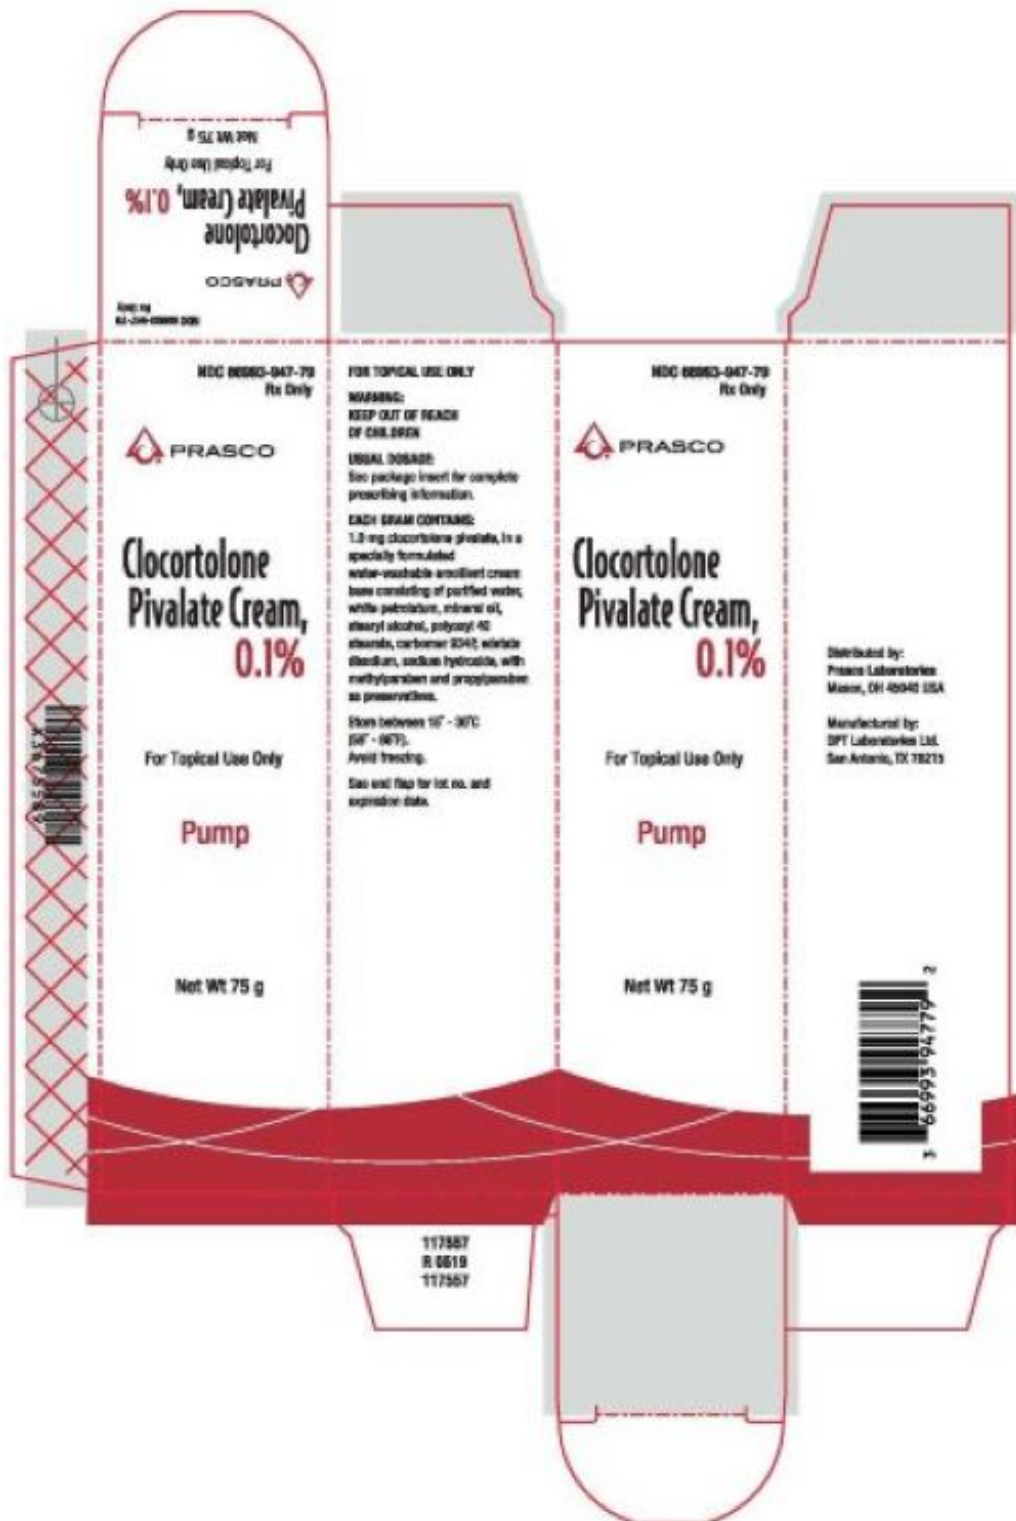 Net Wt 75 g
For Topical Use Only
Pivalate Cream, 0.1%
Clocortolone
PRASCO
Rx Only
NDC 66993-947-79
Rx Only
PRASCO
Clocortolone
Pivalate Cream,
0.1%
For Topical Use Only
Pump
Net Wt 75 g
FOR TOPICAL USE ONLY
WARNING:
KEEP OUT OF REACH
OF CHILDREN
USUAL DOSAGE:
See package insert for complete
prescribing information.
EACH GRAM CONTAINS:
1.0 mg clocortolone pivalate, in a
specially formulated
water-washable emollient cream
base consisting of purified water,
white petrolatum, mineral oil,
stearyl alcohol, polyoxyl 40
stearate, carbomer edetate
disodium, sodium hydroxide, with
methylparaben and propylparaben
as preservatives.
Store between
Avoid freezing.
See end flap for lot no. and
expiration date.
NDC 66993-947-79
Rx Only
PRASCO
Clocortolone
Pivalate Cream,
0.1%
For Topical Use Only
Pump
Net Wt 75 g
Distributed by:
Prasco Laboratories
Mason, OH 45040 USA
Manufactured by:
DPT Laboratories Ltd.
San Antonio, TX 78215
3 66993 94779 2
R 0519
117557